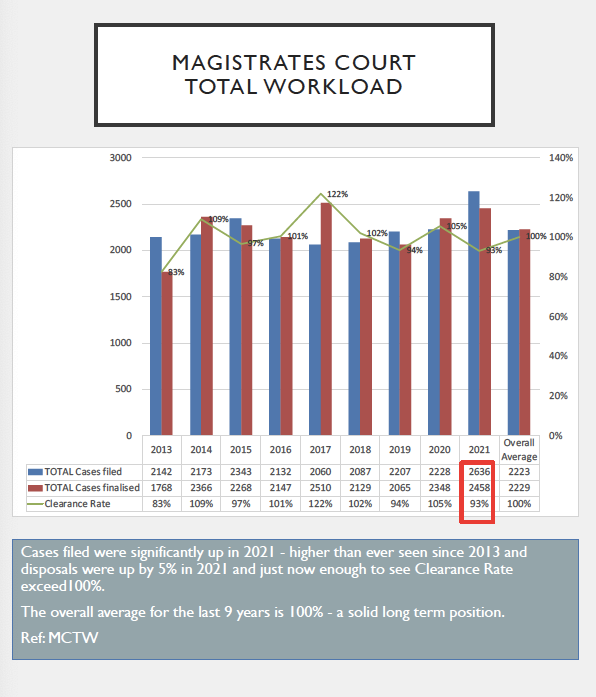 MAGISTRATES COURT
TOTAL WORKLOAD
3000 140%
2500 120%
2000 100%
1500 80%
1000 60%
500 40%
0 20%
0%
83% 109% 97% 101% 122% 102% 94% 105% 93% 100%
2013 2014 2015 2016 2017 2018 2019 2020 2021 Overall Average
TOTAL Cases filed 2142 2173 2343 2132 2060 2087 2207 2228 2636 2223
TOTAL Cases finalised 1768 2366 2268 2147 2510 2129 2065 2348 2458 2229
Clearance Rate 83% 109% 97% 101% 122% 102% 94% 105% 93% 100%
Cases filed were significantly up in 2021 - higher than ever seen since 2013 and
disposals were up by 5% in 2021 and just now enough to see Clearance Rate
exceed100%.
The overall average for the last 9 years is 100% - a solid long term position.
Ref: MCTW